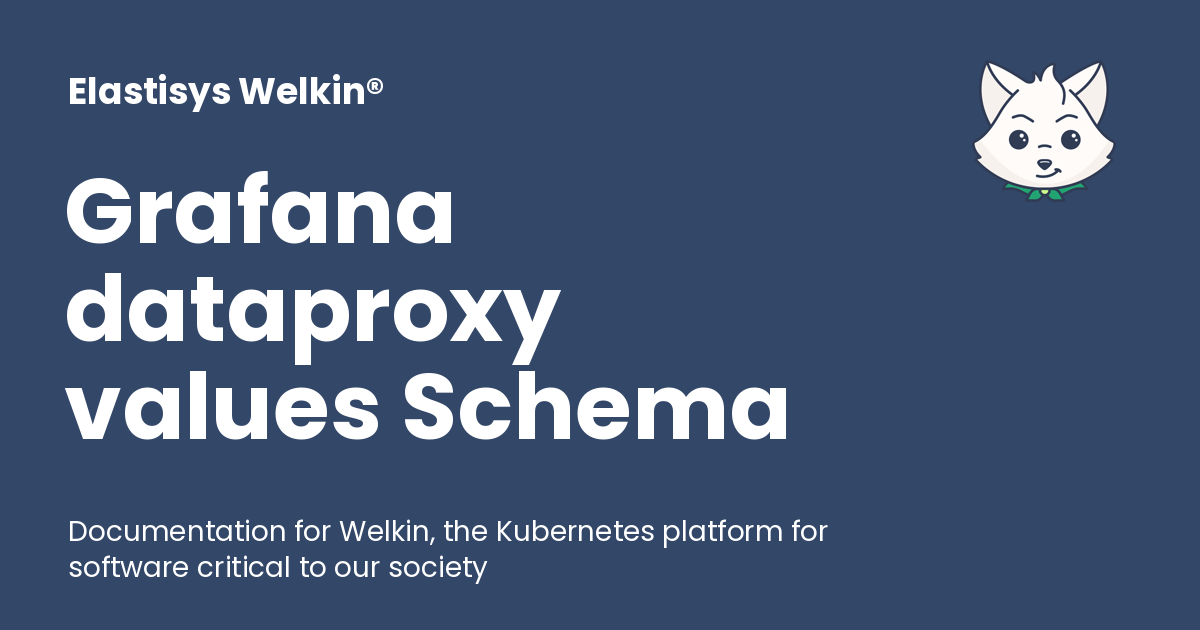 Elastisys Welkin®
Grafana
dataproxy
values Schema
Documentation for Welkin, the Kubernetes platform for
software critical to our society